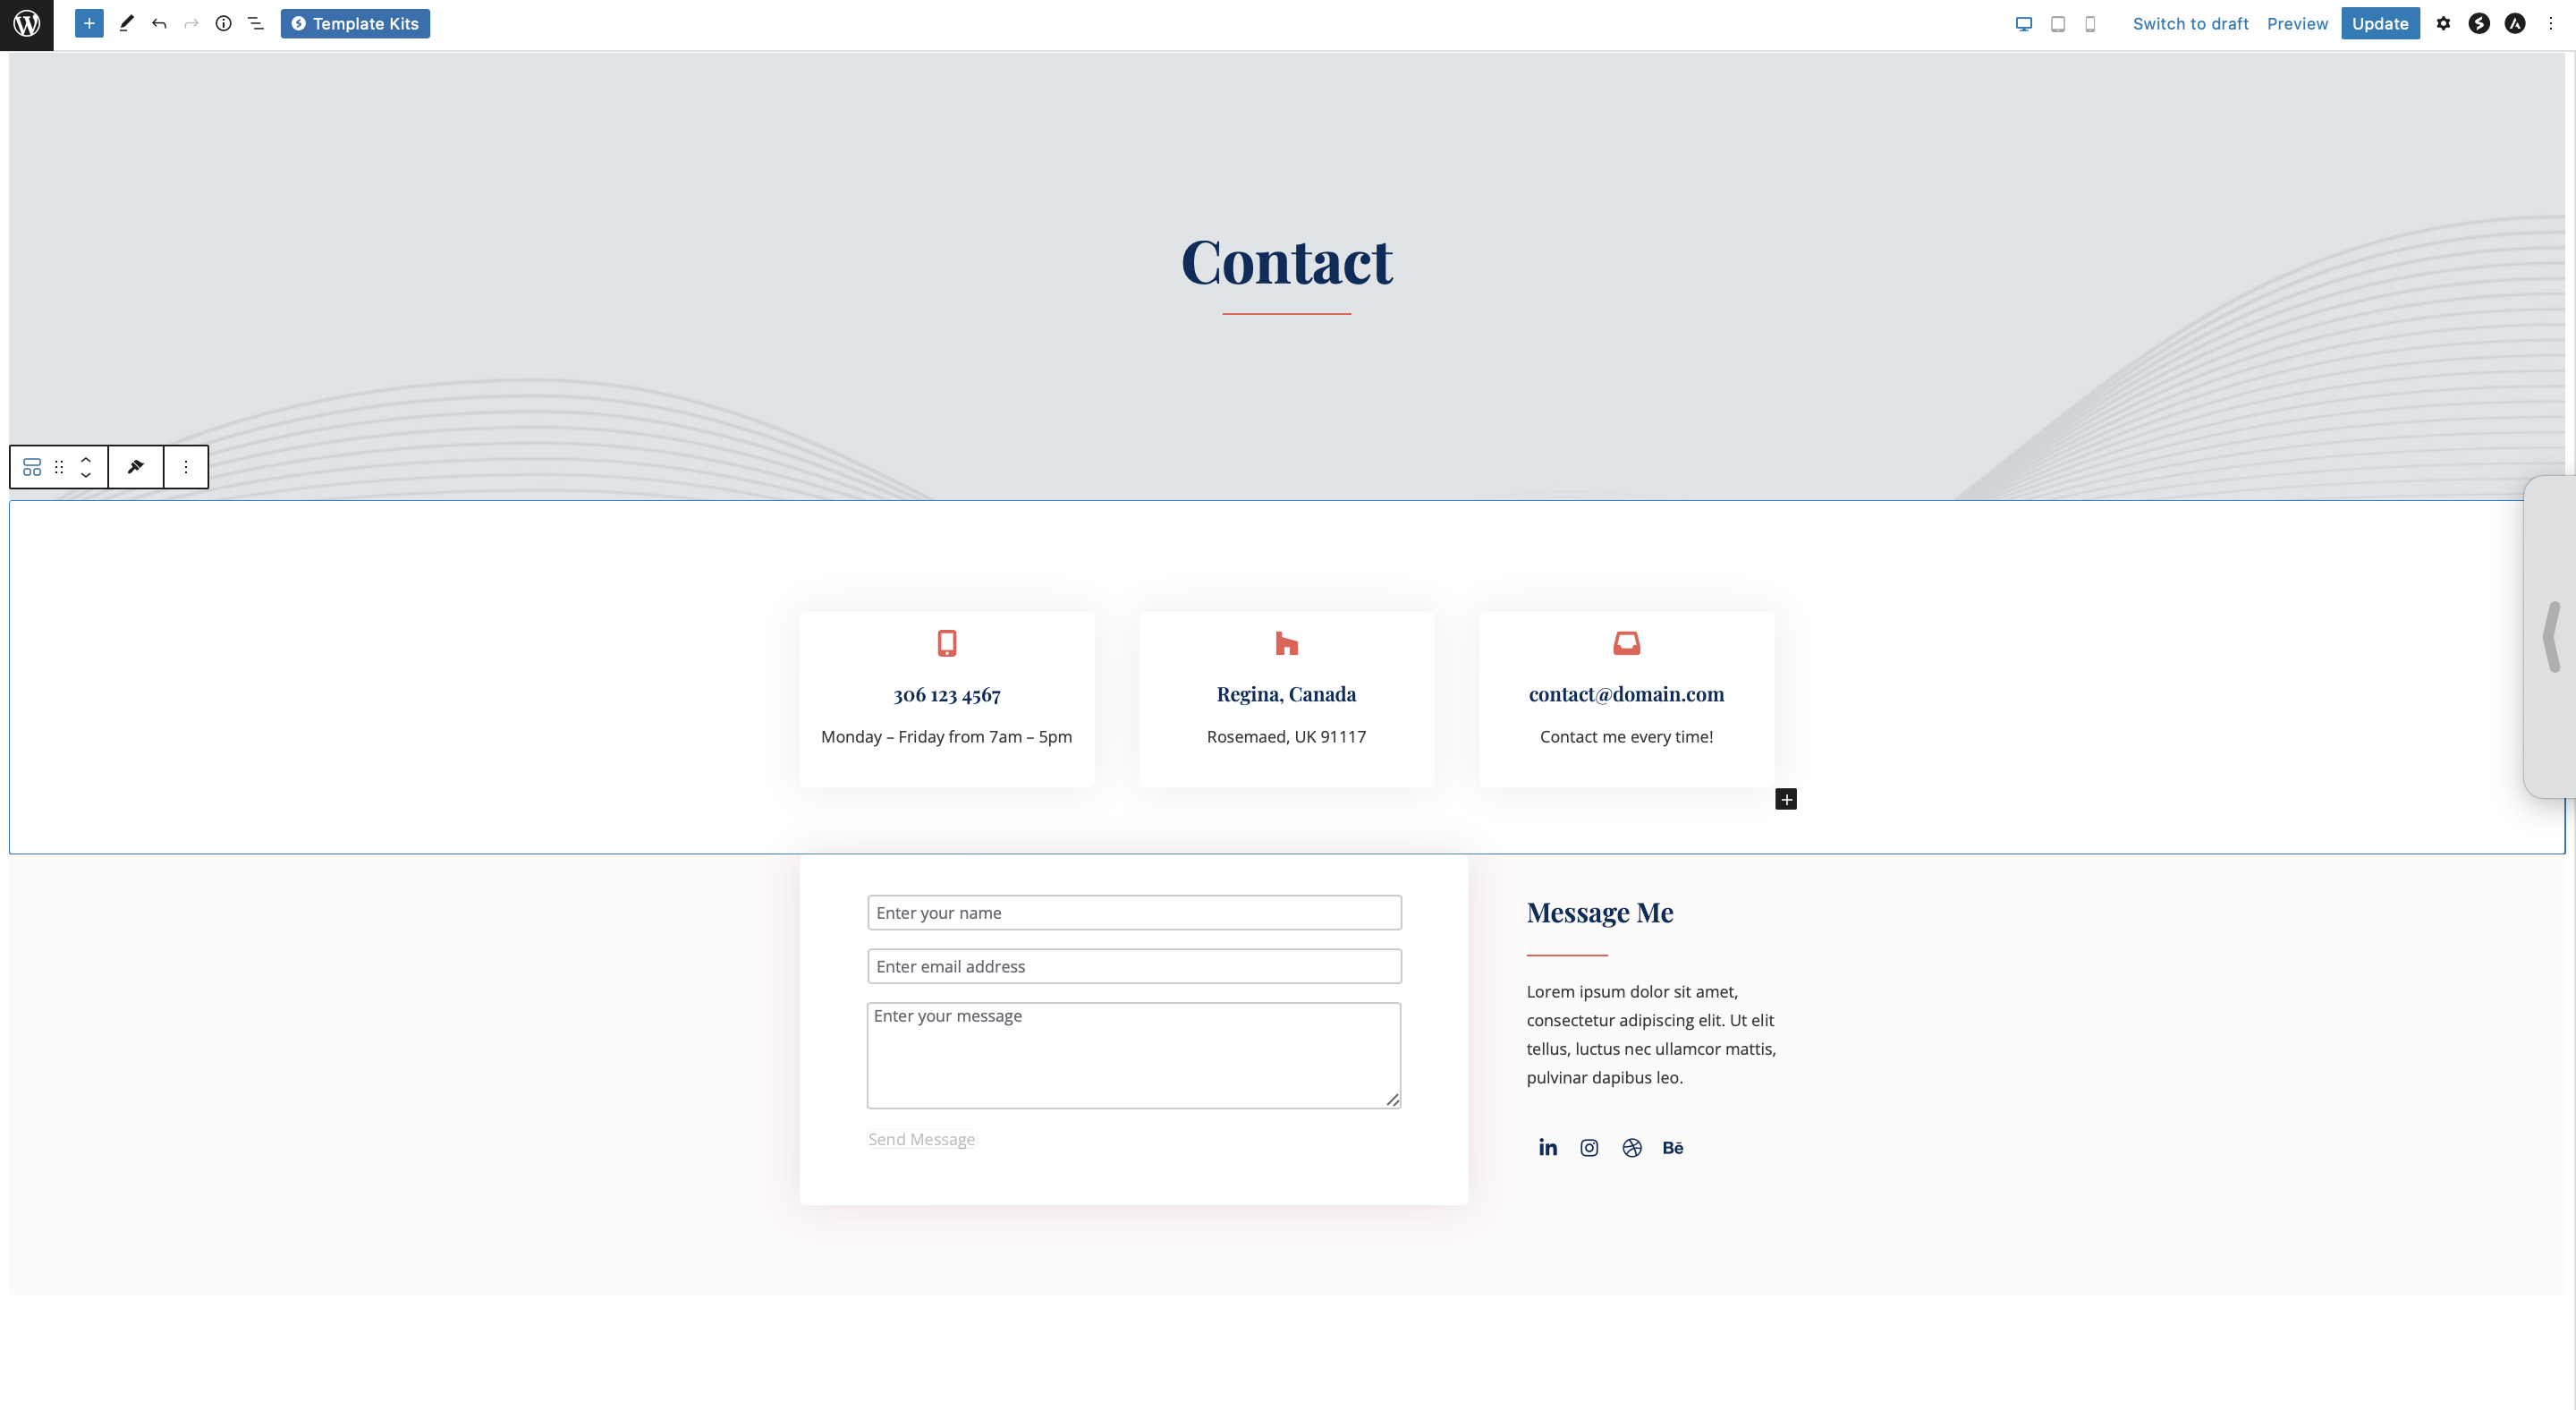 Template Kits
Switch to draft
Preview
Update
Contact
306 123 4567
Monday – Friday from 7am – 5pm
Regina, Canada
Rosemaed, UK 91117
contact@domain.com
Contact me every time!
Enter your name
Enter email address
Enter your message
Send Message
Message Me
Lorem ipsum dolor sit amet,
consectetur adipiscing elit. Ut elit
tellus, luctus nec ullamcor mattis,
pulvinar dapibus leo.
in
Bē